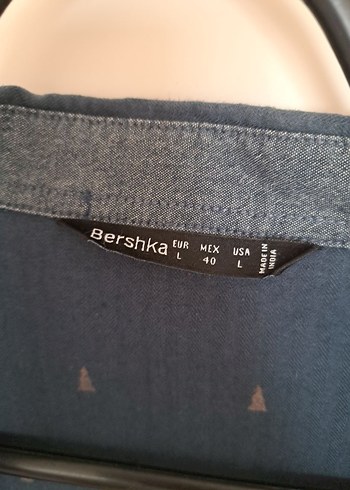 Bershka EUR MEX USA
L 40 L
MADE IN
INDIA